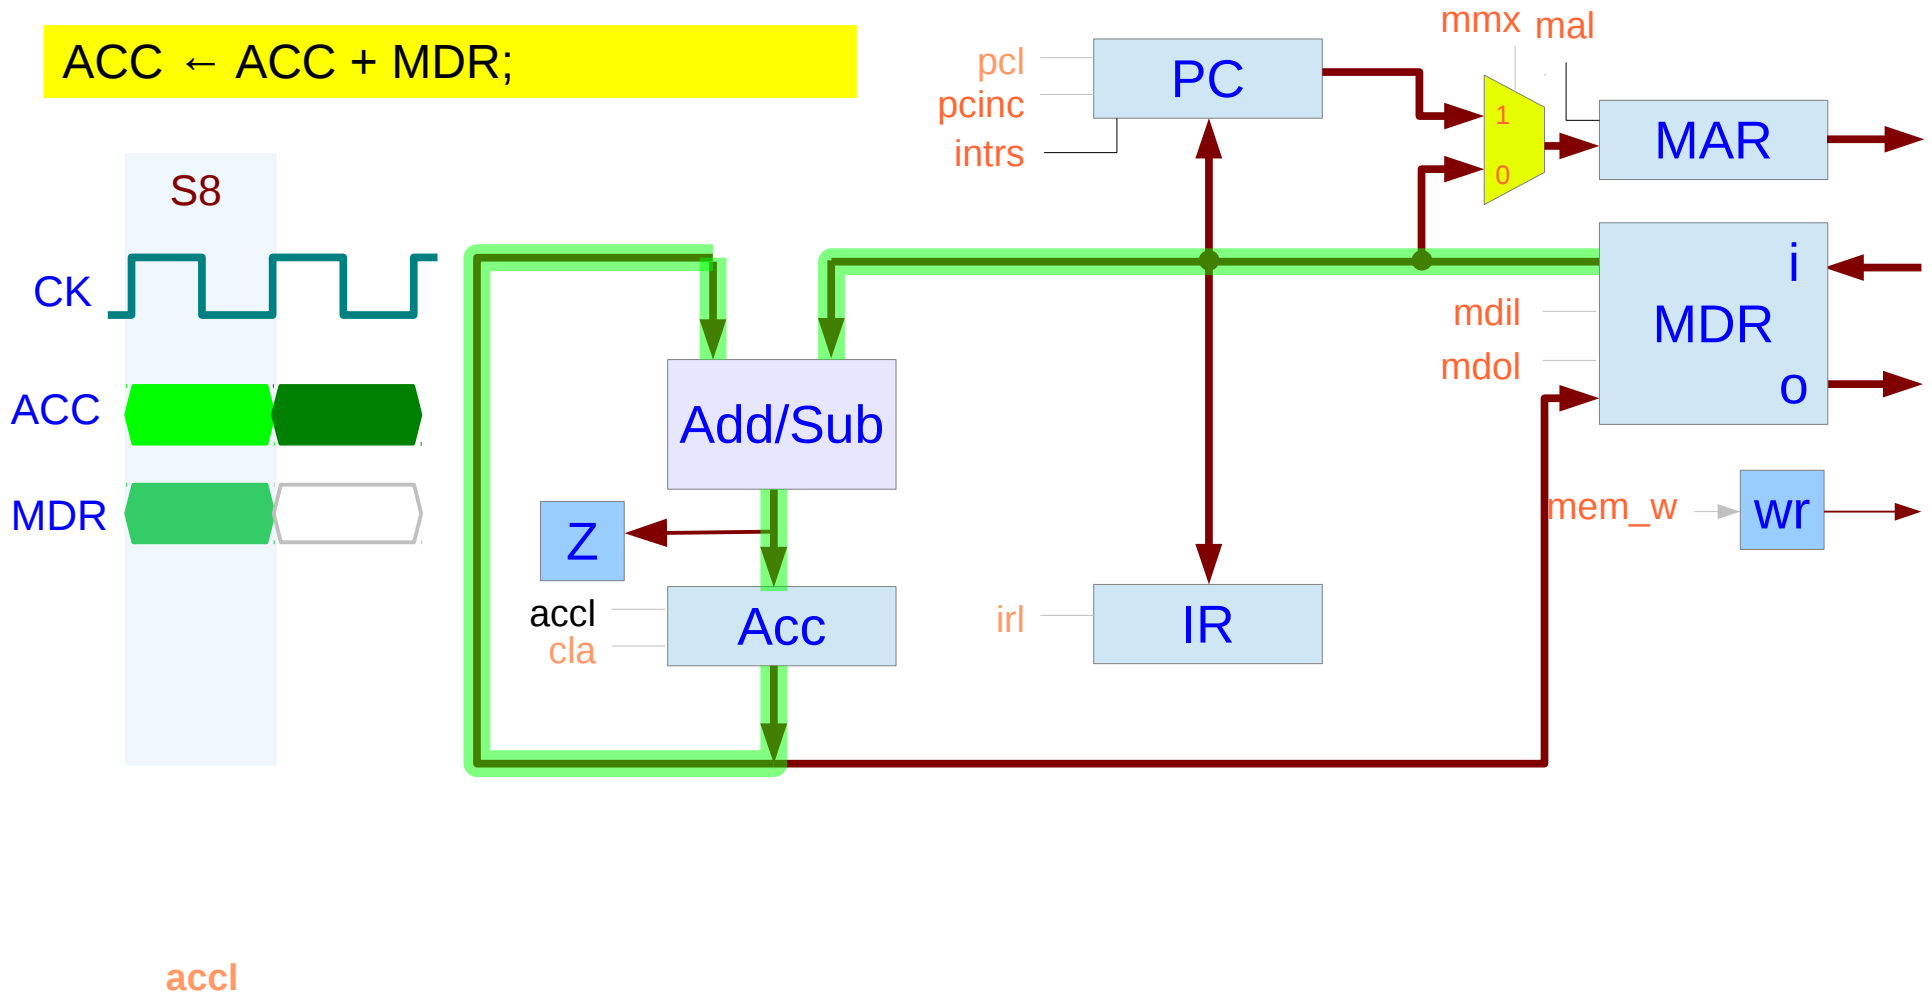 ACC ← ACC + MDR;
mmx
mal
pcl
PC
pcinc
intrs
1
0
MAR
S8
CK
i
mdil
MDR
mdol
o
ACC
Add/Sub
MDR
Z
mem_w
wr
accl
cla
Acc
irl
IR
accl